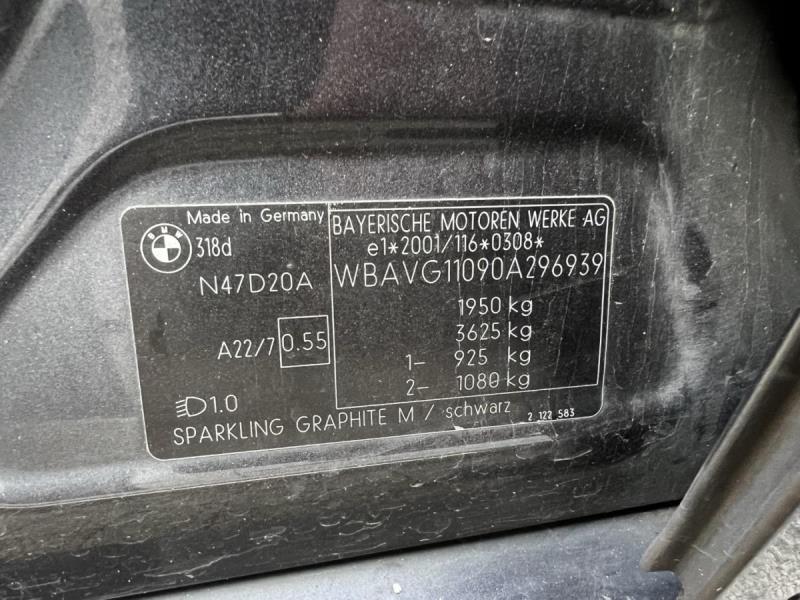 Made in Germany
BMW
318d
N47D20A
A22/7 0.55
1.0
SPARKLING GRAPHITE M / schwarz
BAYERISCHE MOTOREN WERKE AG
e1*2001/116*0308*
WBAVG11090A296939
1950 kg
3625 kg
1- 925 kg
2- 1080 kg
2 122 583